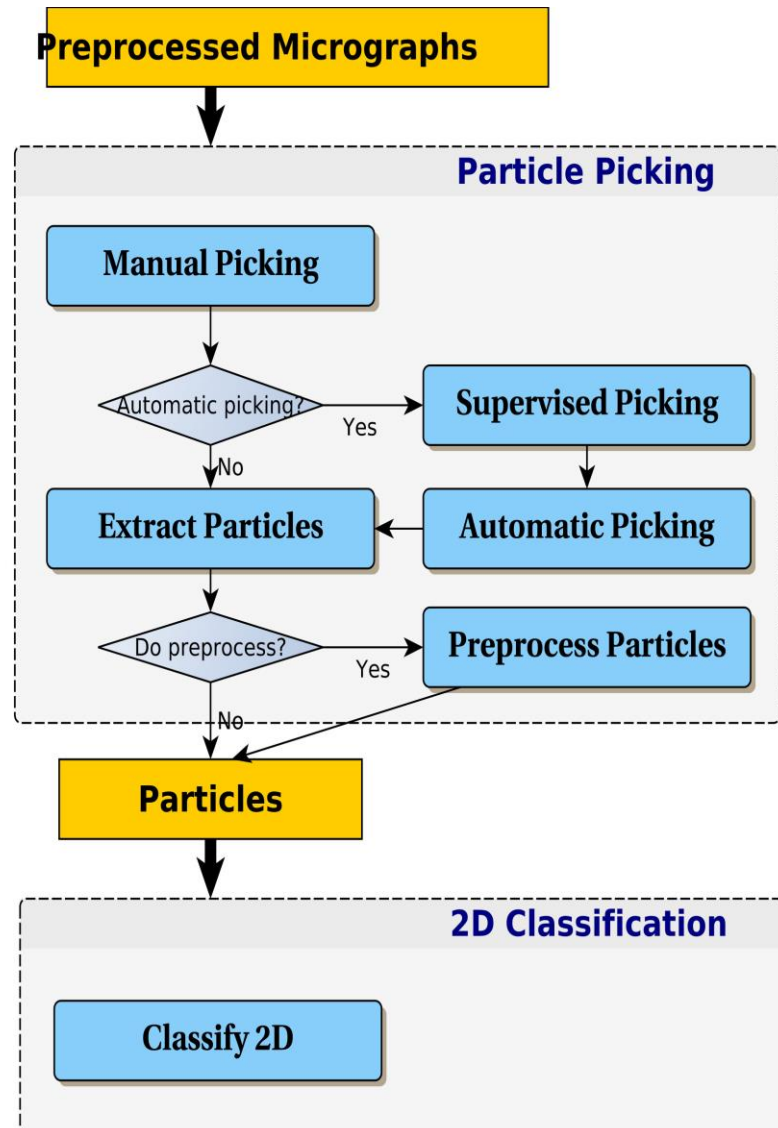 Preprocessed Micrographs
Particle Picking
Manual Picking
Automatic picking?
Yes
Supervised Picking
No
Extract Particles
Automatic Picking
Do preprocess?
Yes
Preprocess Particles
No
Particles
2D Classification
Classify 2D